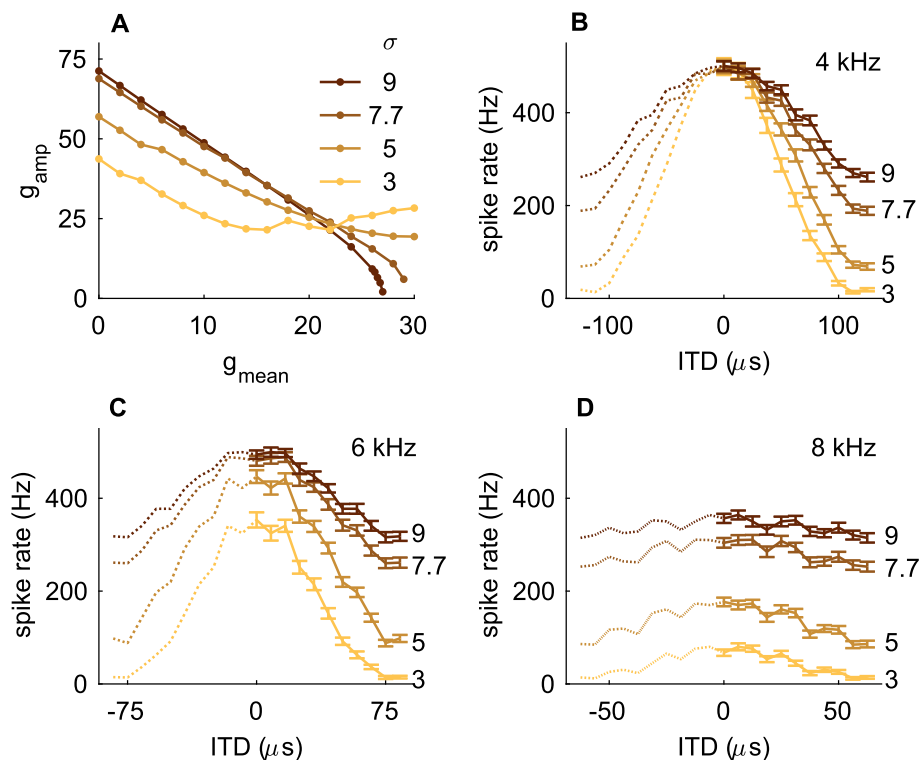 A
σ
75
50
25
0
g_amp
9
7.7
5
3
0
10
20
30
g_mean
B
4 kHz
400
200
0
spike rate (Hz)
9
7.7
5
3
-100
0
100
ITD (μs)
C
6 kHz
400
200
0
spike rate (Hz)
9
7.7
5
3
-75
0
75
ITD (μs)
D
8 kHz
400
200
0
spike rate (Hz)
9
7.7
5
3
-50
0
50
ITD (μs)